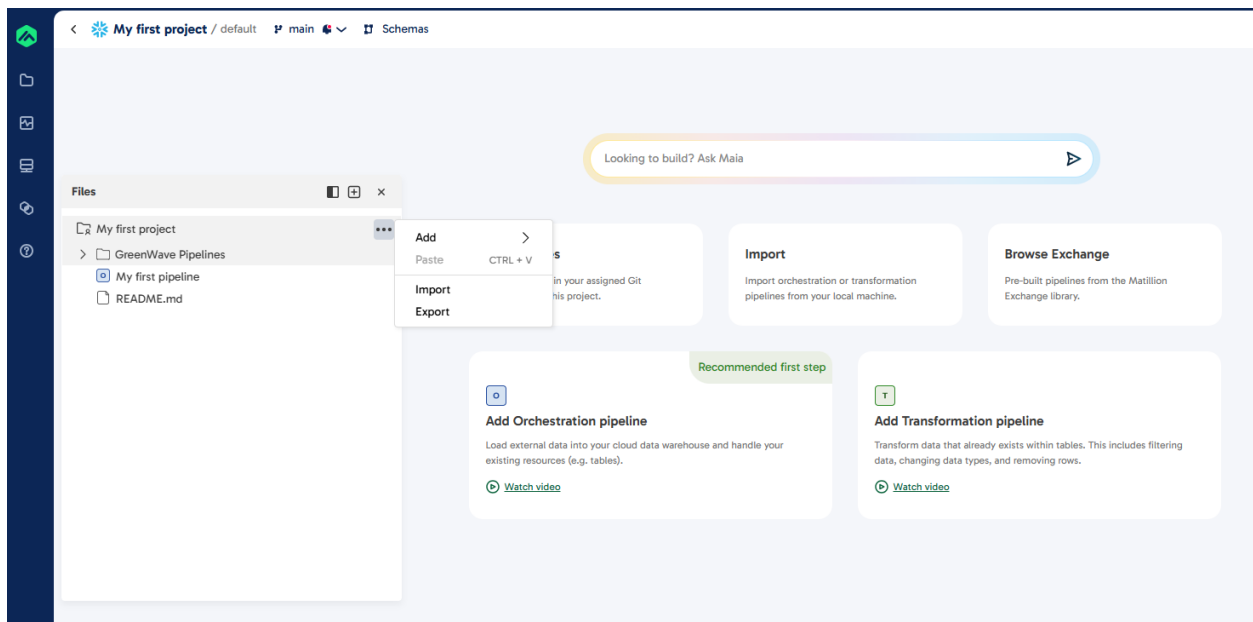 My first project / default main Schemas
Looking to build? Ask Maia
Files
My first project
GreenWave Pipelines
My first pipeline
README.md
Add
Paste CTRL + V
Import
Export
in your assigned Git
his project.
Import
Import orchestration or transformation
pipelines from your local machine.
Browse Exchange
Pre-built pipelines from the Matillion
Exchange library.
Recommended first step
O
Add Orchestration pipeline
Load external data into your cloud data warehouse and handle your
existing resources (e.g. tables).
Watch video
T
Add Transformation pipeline
Transform data that already exists within tables. This includes filtering
data, changing data types, and removing rows.
Watch video